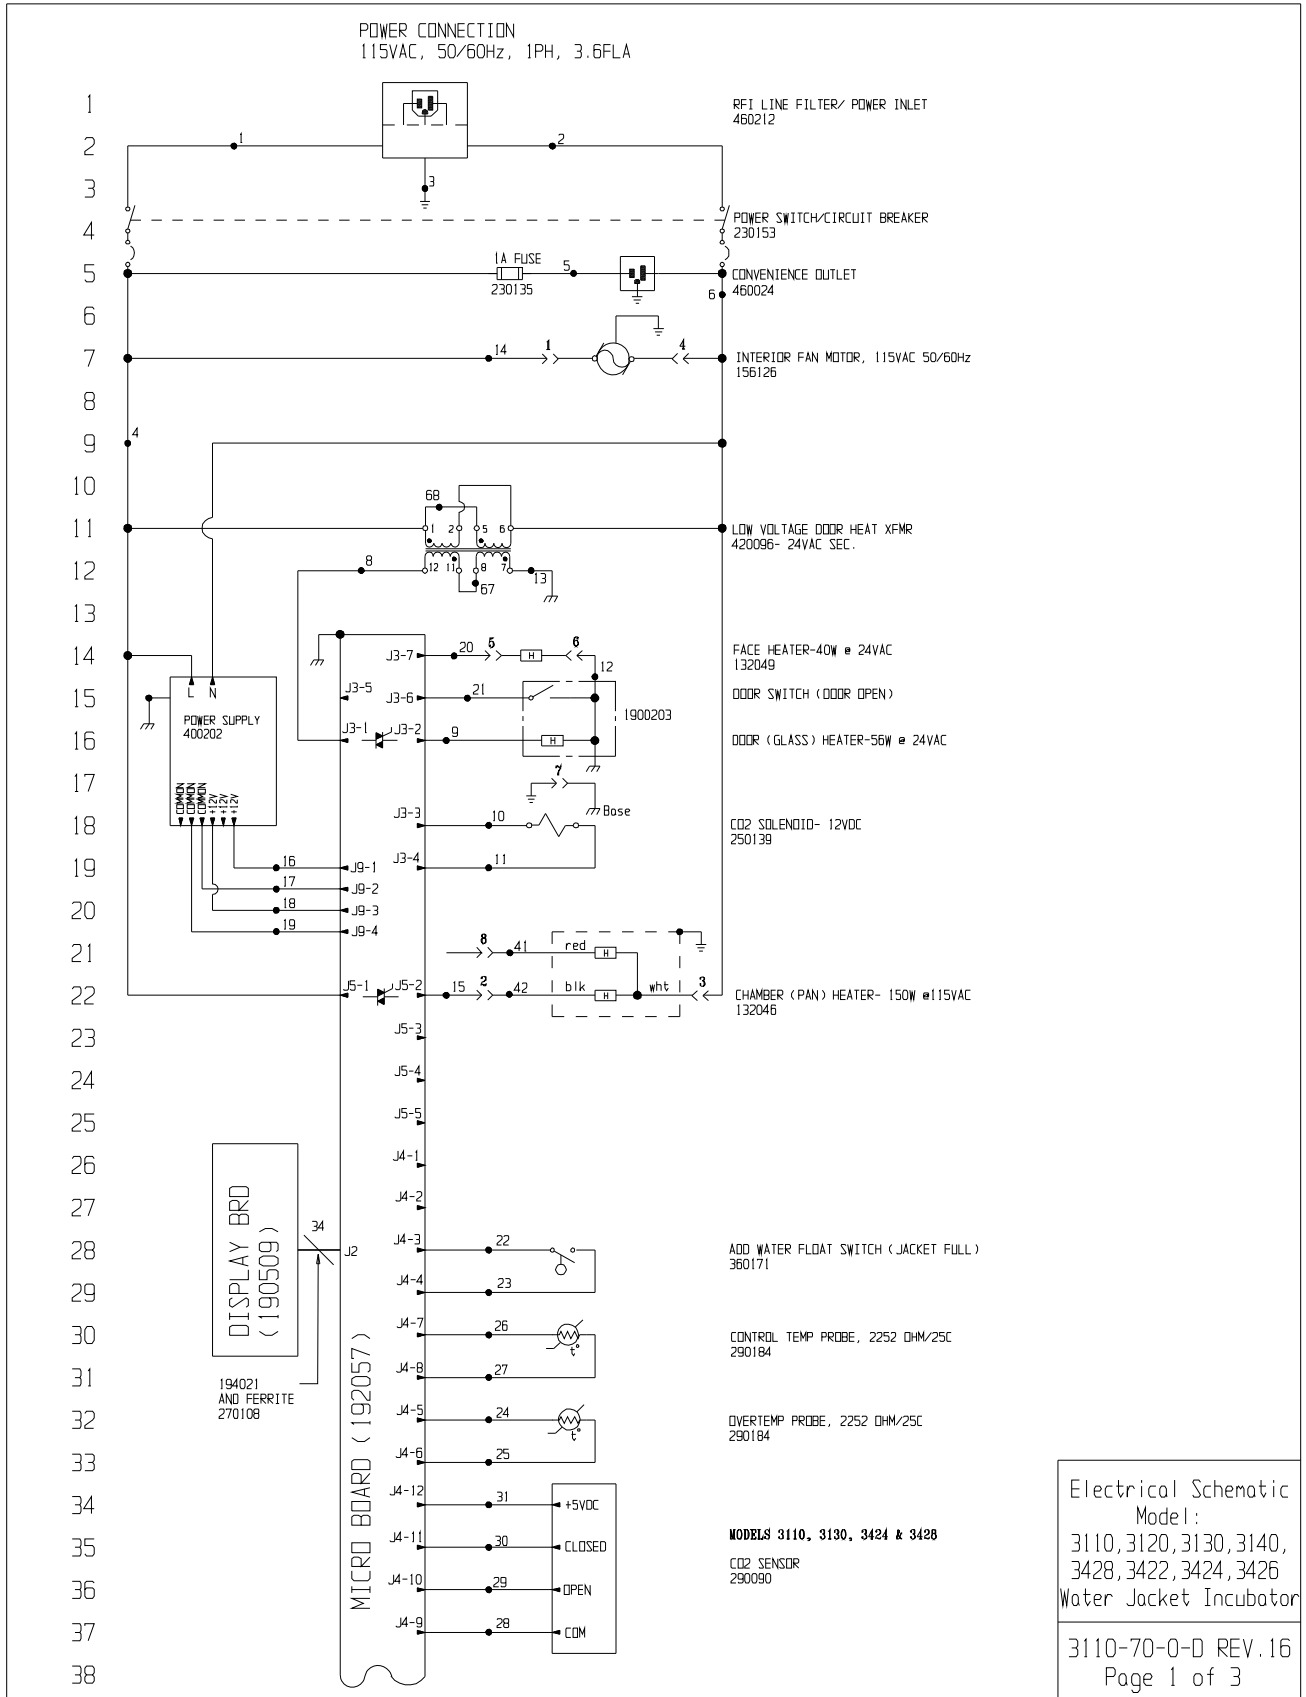 POWER CONNECTION
115VAC, 50/60Hz, 1PH, 3.6FLA
1
RFI LINE FILTER/ POWER INLET
460212
2
1
2
3
3
4
POWER SWITCH/CIRCUIT BREAKER
230153
5
1A FUSE
230135
5
CONVENIENCE OUTLET
460024
6
6
7
14
1
4
INTERIOR FAN MOTOR, 115VAC 50/60Hz
156126
8
9
4
10
68
11
1
2
5
6
LOW VOLTAGE DOOR HEAT XFMR
420096- 24VAC SEC.
12
8
12
11
8
7
67
13
13
14
J3-7
20
5
H
6
12
FACE HEATER-40W @ 24VAC
132049
15
L N
J3-5
J3-6
21
DOOR SWITCH (DOOR OPEN)
POWER SUPPLY
400202
1900203
16
J3-1
J3-2
9
H
DOOR (GLASS) HEATER-56W @ 24VAC
17
7
COMMON
COMMON
COMMON
+12V
+12V
+12V
Base
18
J3-3
10
CO2 SOLENOID- 12VDC
250139
19
16
J9-1
J3-4
11
17
J9-2
20
18
J9-3
19
J9-4
21
8
41
red
H
22
J5-1
J5-2
15
2
42
blk
H
wht
3
CHAMBER (PAN) HEATER- 150W @115VAC
132046
23
J5-3
24
J5-4
25
J5-5
26
J4-1
27
J4-2
28
DISPLAY BRD
(190509)
34
J2
J4-3
22
ADD WATER FLOAT SWITCH (JACKET FULL)
360171
29
J4-4
23
30
J4-7
26
t°
CONTROL TEMP PROBE, 2252 OHM/25C
290184
31
194021
AND FERRITE
270108
J4-8
27
32
J4-5
24
t°
OVERTEMP PROBE, 2252 OHM/25C
290184
33
J4-6
25
MICRO BOARD (192057)
34
J4-12
31
+5VDC
35
J4-11
30
CLOSED
MODELS 3110, 3130, 3424 & 3428
CO2 SENSOR
290090
36
J4-10
29
OPEN
37
J4-9
28
COM
38
Electrical Schematic
Model:
3110,3120,3130,3140,
3428,3422,3424,3426
Water Jacket Incubator
3110-70-0-D REV.16
Page 1 of 3